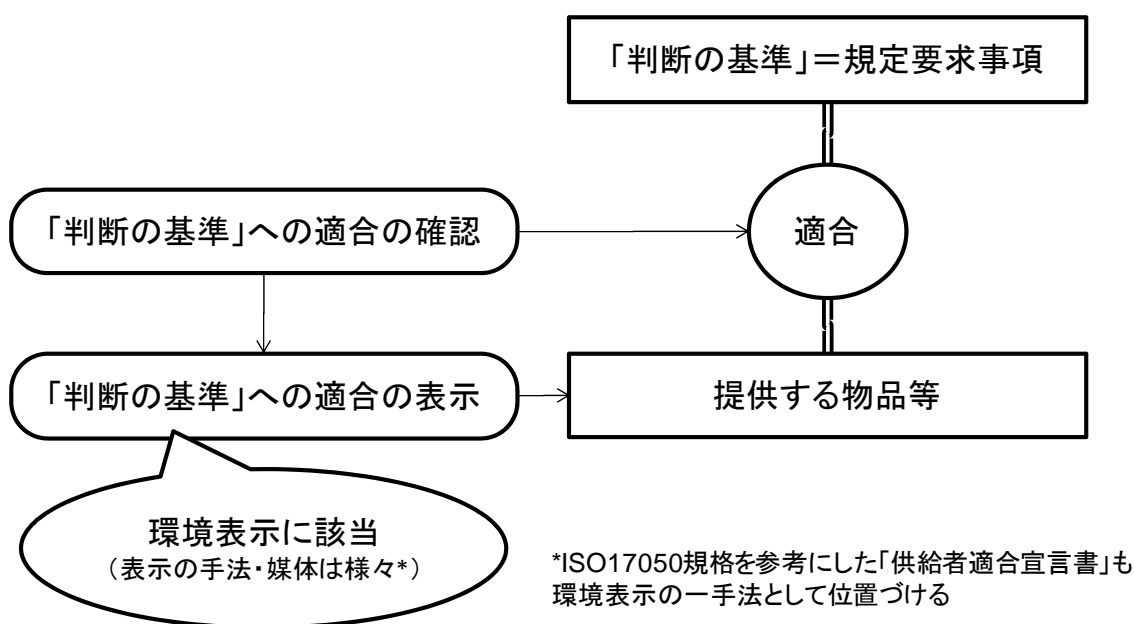 「判断の基準」＝規定要求事項
「判断の基準」への適合の確認
適合
「判断の基準」への適合の表示
提供する物品等
環境表示に該当
（表示の手法・媒体は様々*）
*ISO17050規格を参考にした「供給者適合宣言書」も
環境表示の一手法として位置づける